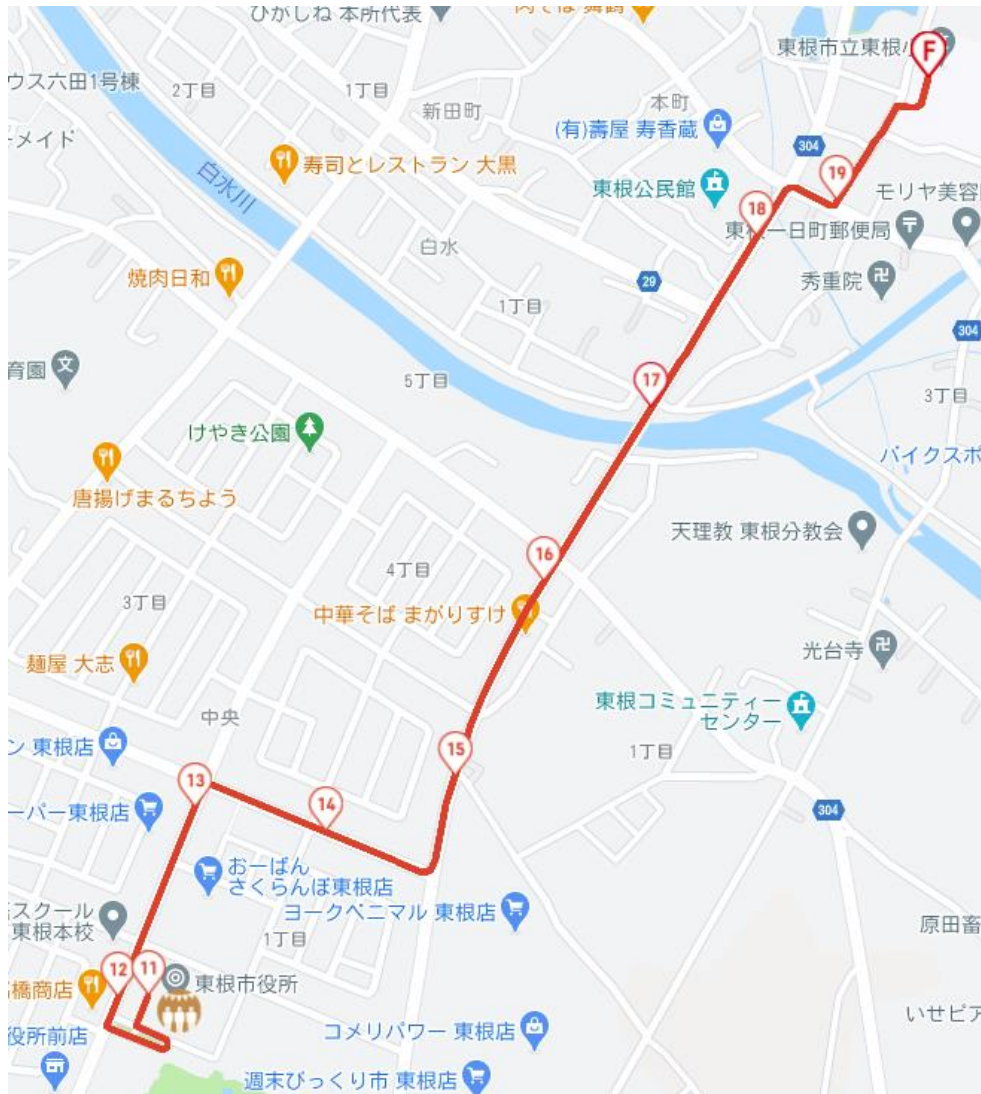 ひがしね 本所代表
肉そば 舞鶴
東根市立東根小
F
ウス六田1号棟
2丁目
1丁目
新田町
本町
(有)壽屋 寿香蔵
304
ーメイド
寿司とレストラン 大黒
白水川
東根公民館
19
モリヤ美容
18
東根一日町郵便局
白水
焼肉日和
29
秀重院
1丁目
304
育園
5丁目
17
3丁目
けやき公園
バイクスポ
唐揚げまるちよう
天理教 東根分教会
16
4丁目
3丁目
中華そば まがりすけ
麺屋 大志
光台寺
東根コミュニティー
センター
中央
ン 東根店
15
1丁目
13
14
ーパー東根店
304
おーばん
さくらんぼ東根店
ヨークベニマル 東根店
スクール
東根本校
1丁目
原田畜
12
11
東根市役所
橋商店
いせピア
役所前店
コメリパワー 東根店
週末びっくり市 東根店